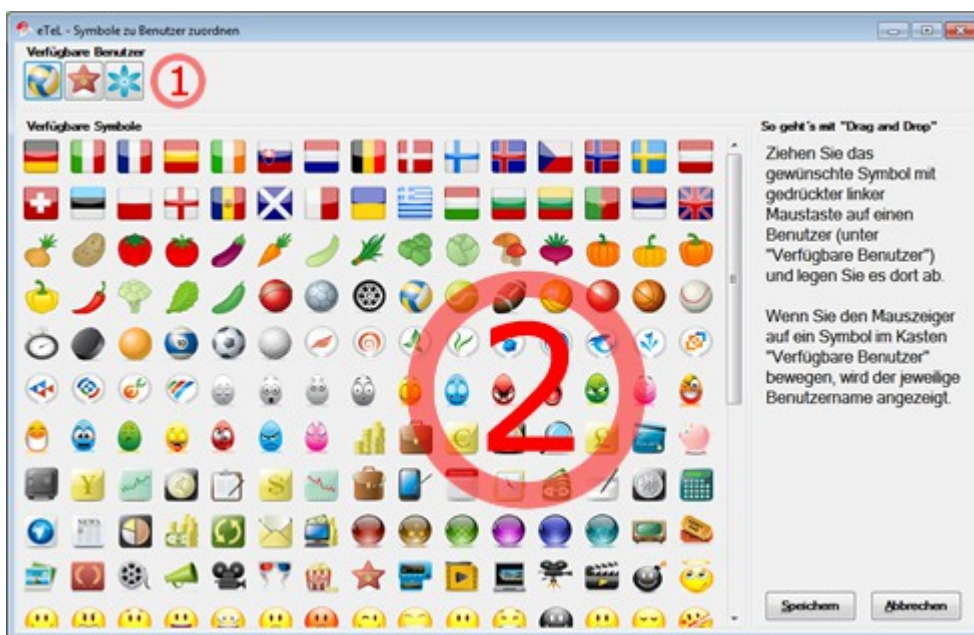 eTeL - Symbole zu Benutzer zuordnen
Verfügbare Benutzer
1
Verfügbare Symbole
2
So geht´s mit "Drag and Drop"
Ziehen Sie das
gewünschte Symbol mit
gedrückter linker
Maustaste auf einen
Benutzer (unter
"Verfügbare Benutzer")
und legen Sie es dort ab.
Wenn Sie den Mauszeiger
auf ein Symbol im Kasten
"Verfügbare Benutzer"
bewegen, wird der jeweilige
Benutzername angezeigt.
Speichern
Abbrechen